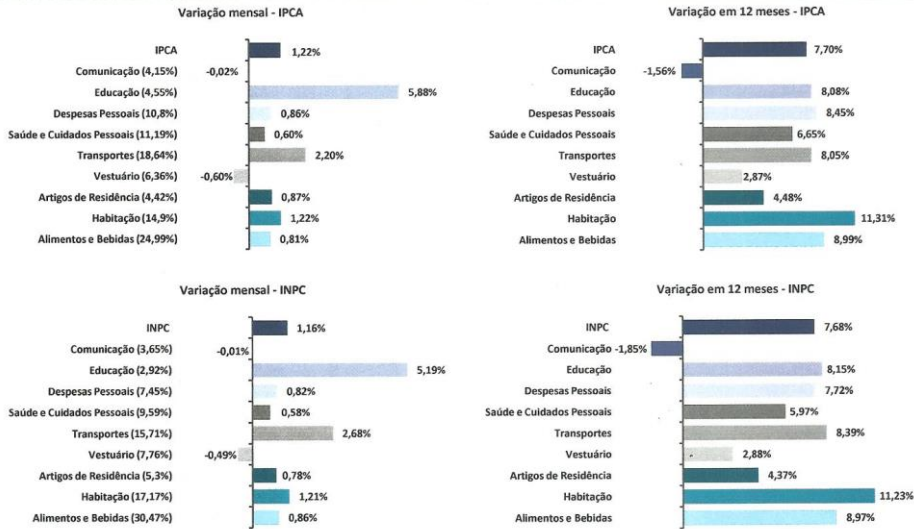 Variação mensal - IPCA
IPCA 1,22%
Comunicação (4,15%) -0,02%
Educação (4,55%) 5,88%
Despesas Pessoais (10,8%) 0,86%
Saúde e Cuidados Pessoais (11,19%) 0,60%
Transportes (18,64%) 2,20%
Vestuário (6,36%) -0,60%
Artigos de Residência (4,42%) 0,87%
Habitação (14,9%) 1,22%
Alimentos e Bebidas (24,99%) 0,81%
Variação em 12 meses - IPCA
IPCA 7,70%
Comunicação -1,56%
Educação 8,08%
Despesas Pessoais 8,45%
Saúde e Cuidados Pessoais 6,65%
Transportes 8,05%
Vestuário 2,87%
Artigos de Residência 4,48%
Habitação 11,31%
Alimentos e Bebidas 8,99%
Variação mensal - INPC
INPC 1,16%
Comunicação (3,65%) -0,01%
Educação (2,92%) 5,19%
Despesas Pessoais (7,45%) 0,82%
Saúde e Cuidados Pessoais (9,59%) 0,58%
Transportes (15,71%) 2,68%
Vestuário (7,76%) -0,49%
Artigos de Residência (5,3%) 0,78%
Habitação (17,17%) 1,21%
Alimentos e Bebidas (30,47%) 0,86%
Variação em 12 meses - INPC
INPC 7,68%
Comunicação -1,85%
Educação 8,15%
Despesas Pessoais 7,72%
Saúde e Cuidados Pessoais 5,97%
Transportes 8,39%
Vestuário 2,88%
Artigos de Residência 4,37%
Habitação 11,23%
Alimentos e Bebidas 8,97%